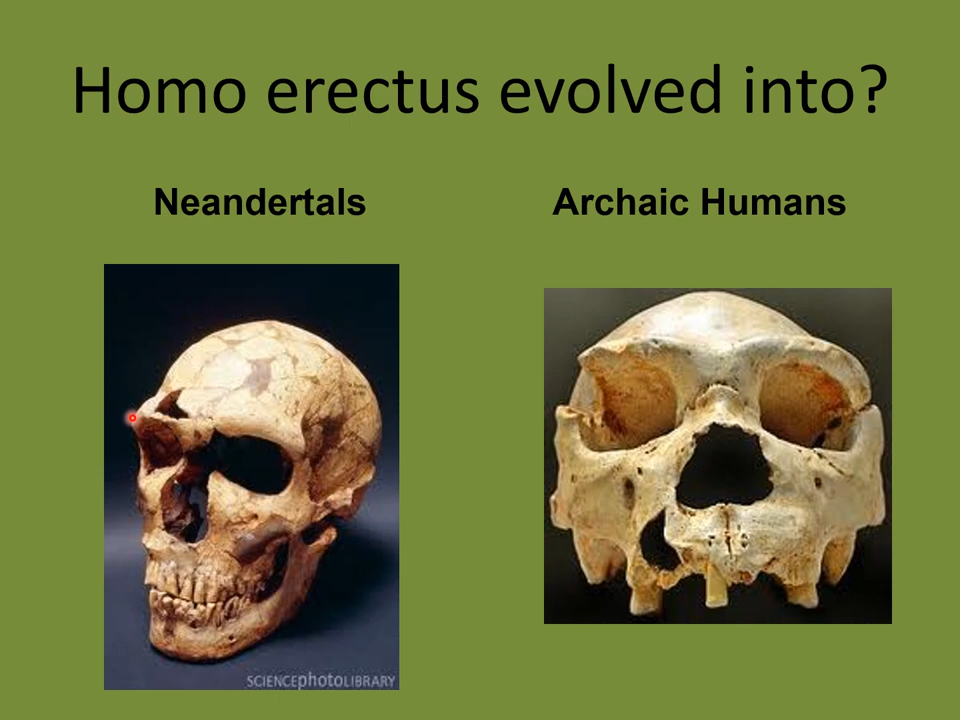 Homo erectus evolved into?
Neandertals
Archaic Humans
SCIENCEphotoLIBRARY